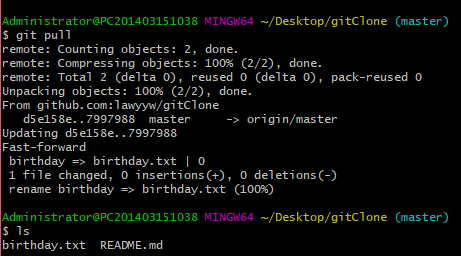 Administrator@PC201403151038 MINGW64 ~/Desktop/gitClone (master)
$ git pull
remote: Counting objects: 2, done.
remote: Compressing objects: 100% (2/2), done.
remote: Total 2 (delta 0), reused 0 (delta 0), pack-reused 0
Unpacking objects: 100% (2/2), done.
From github.com:lawyyw/gitClone
   d5e158e..7997988  master     -> origin/master
Updating d5e158e..7997988
Fast-forward
 birthday => birthday.txt | 0
 1 file changed, 0 insertions(+), 0 deletions(-)
 rename birthday => birthday.txt (100%)
Administrator@PC201403151038 MINGW64 ~/Desktop/gitClone (master)
$ ls
birthday.txt  README.md